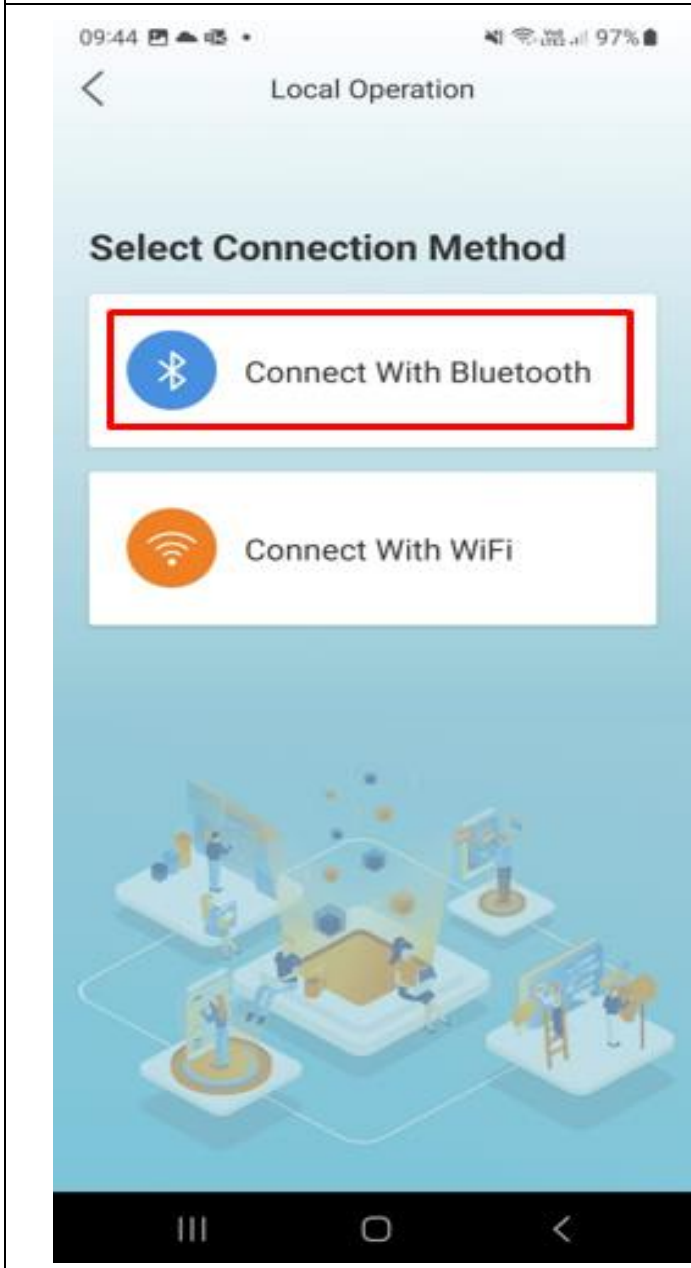 09:44
97%
Local Operation
Select Connection Method
Connect With Bluetooth
Connect With WiFi